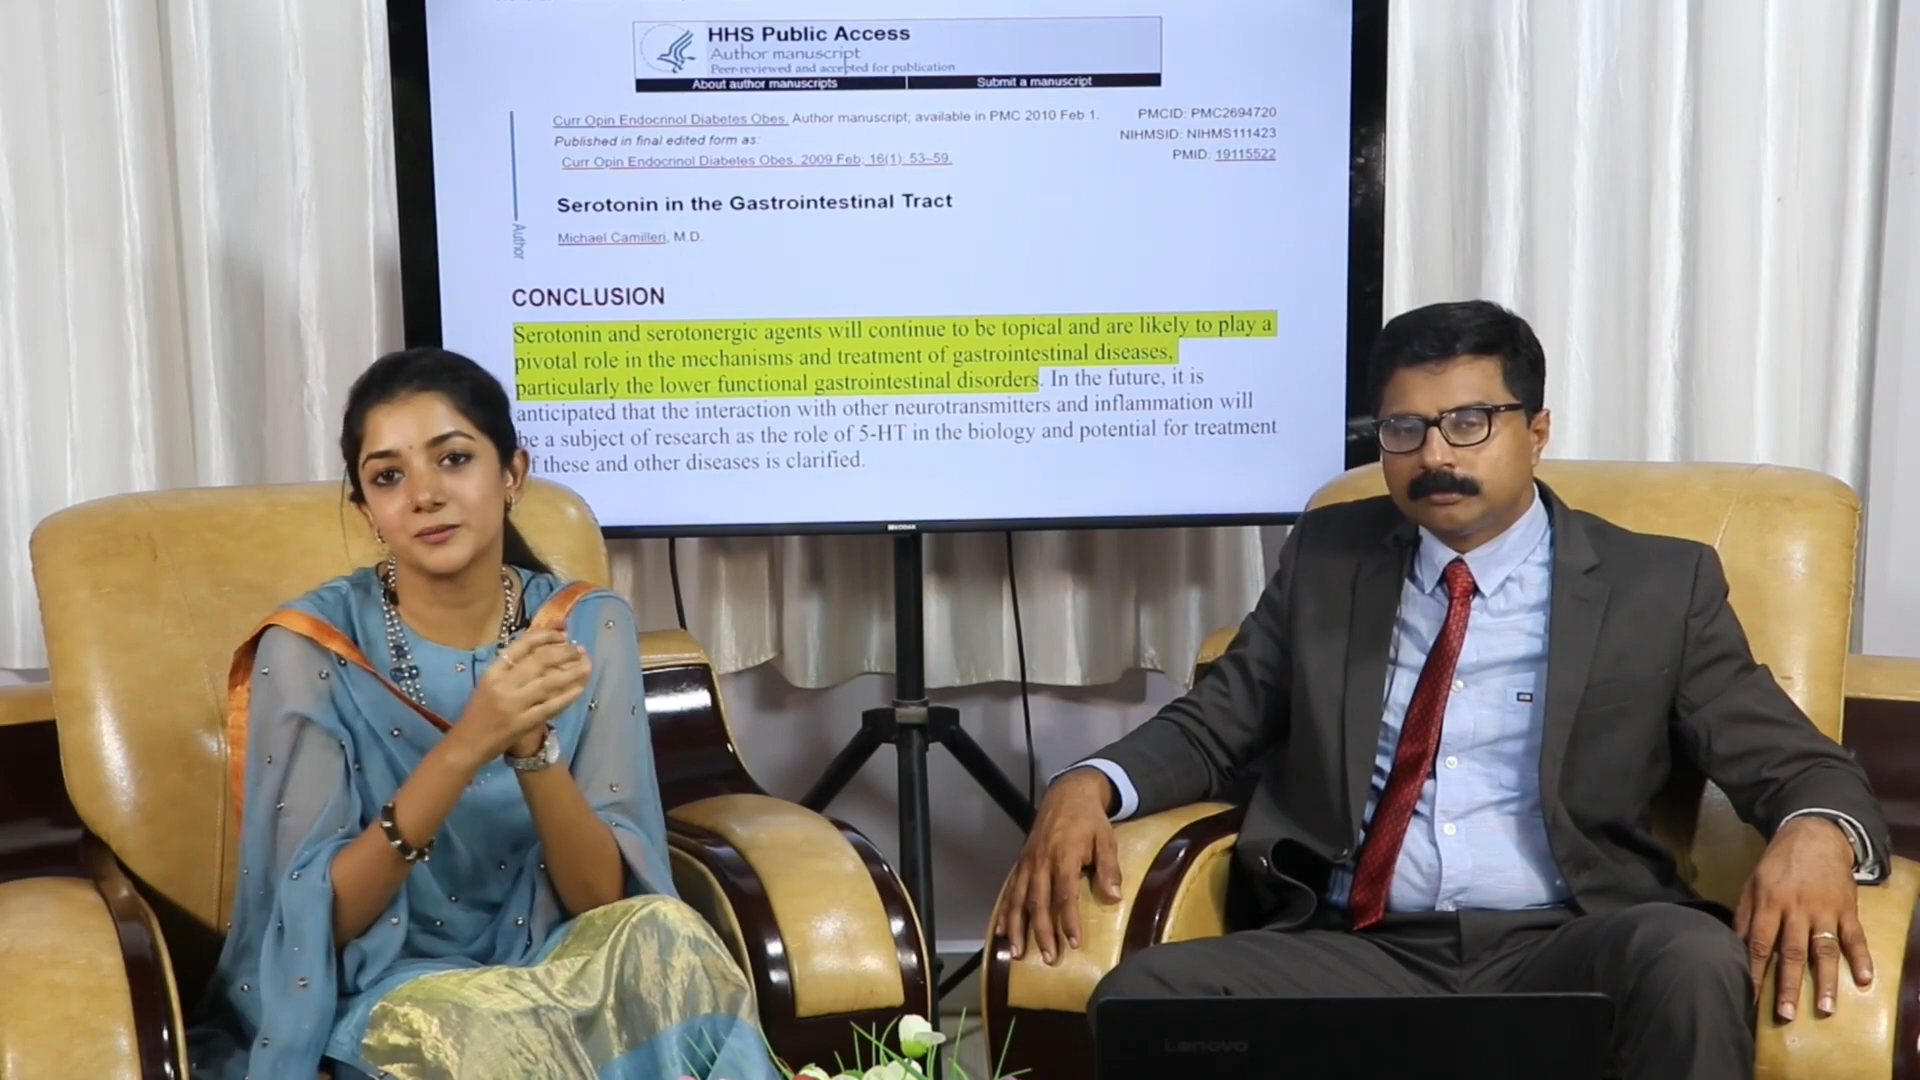 HHS Public Access
Author manuscript
Peer-reviewed and accepted for publication
About author manuscripts
Submit a manuscript
Curr Opin Endocrinol Diabetes Obes. Author manuscript; available in PMC 2010 Feb 1.
Published in final edited form as:
Curr Opin Endocrinol Diabetes Obes. 2009 Feb; 16(1): 53–59.
PMCID: PMC2694720
NIHMSID: NIHMS111423
PMID: 19115522
Author
Serotonin in the Gastrointestinal Tract
Michael Camilleri, M.D.
CONCLUSION
Serotonin and serotonergic agents will continue to be topical and are likely to play a
pivotal role in the mechanisms and treatment of gastrointestinal diseases,
particularly the lower functional gastrointestinal disorders. In the future, it is
anticipated that the interaction with other neurotransmitters and inflammation will
be a subject of research as the role of 5-HT in the biology and potential for treatment
f these and other diseases is clarified.
KODAK
Lenovo